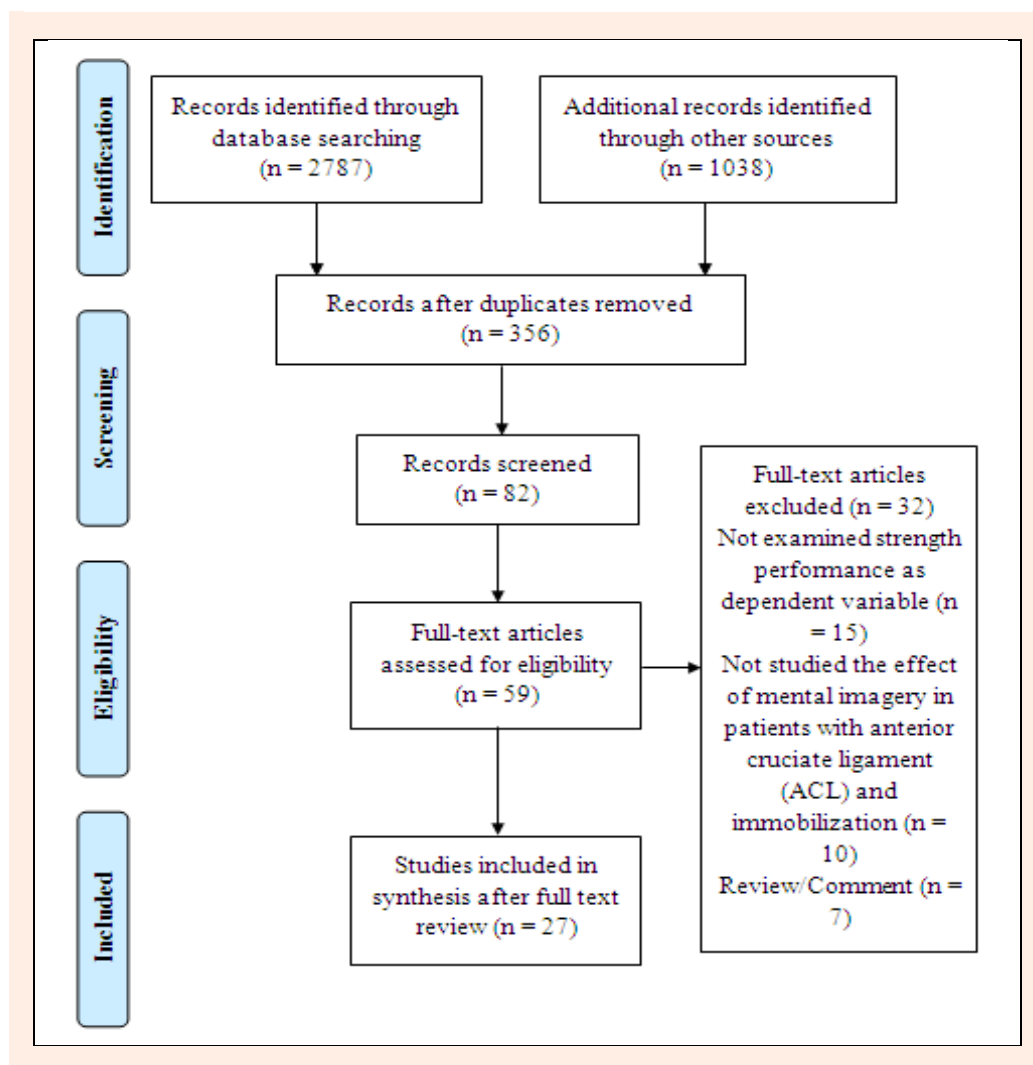 Identification
Records identified through
database searching
(n = 2787)
Additional records identified
through other sources
(n = 1038)
Records after duplicates removed
(n = 356)
Screening
Records screened
(n = 82)
Full-text articles
excluded (n = 32)
Not examined strength
performance as
dependent variable (n
= 15)
Not studied the effect
of mental imagery in
patients with anterior
cruciate ligament
(ACL) and
immobilization (n =
10)
Review/Comment (n =
7)
Eligibility
Full-text articles
assessed for eligibility
(n = 59)
Included
Studies included in
synthesis after full text
review (n = 27)